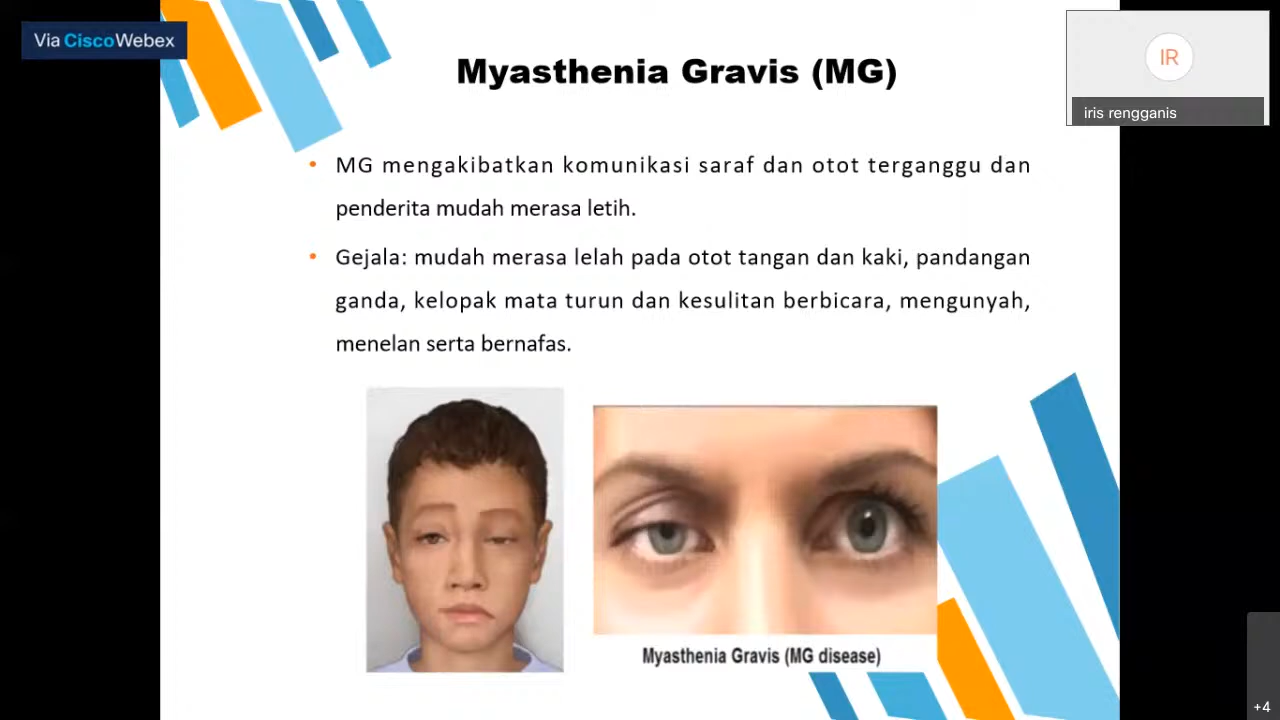 Via CiscoWebex
Myasthenia Gravis (MG)
IR
iris rengganis
• MG mengakibatkan komunikasi saraf dan otot terganggu dan
penderita mudah merasa letih.
• Gejala: mudah merasa lelah pada otot tangan dan kaki, pandangan
ganda, kelopak mata turun dan kesulitan berbicara, mengunyah,
menelan serta bernafas.
Myasthenia Gravis (MG disease)
+4